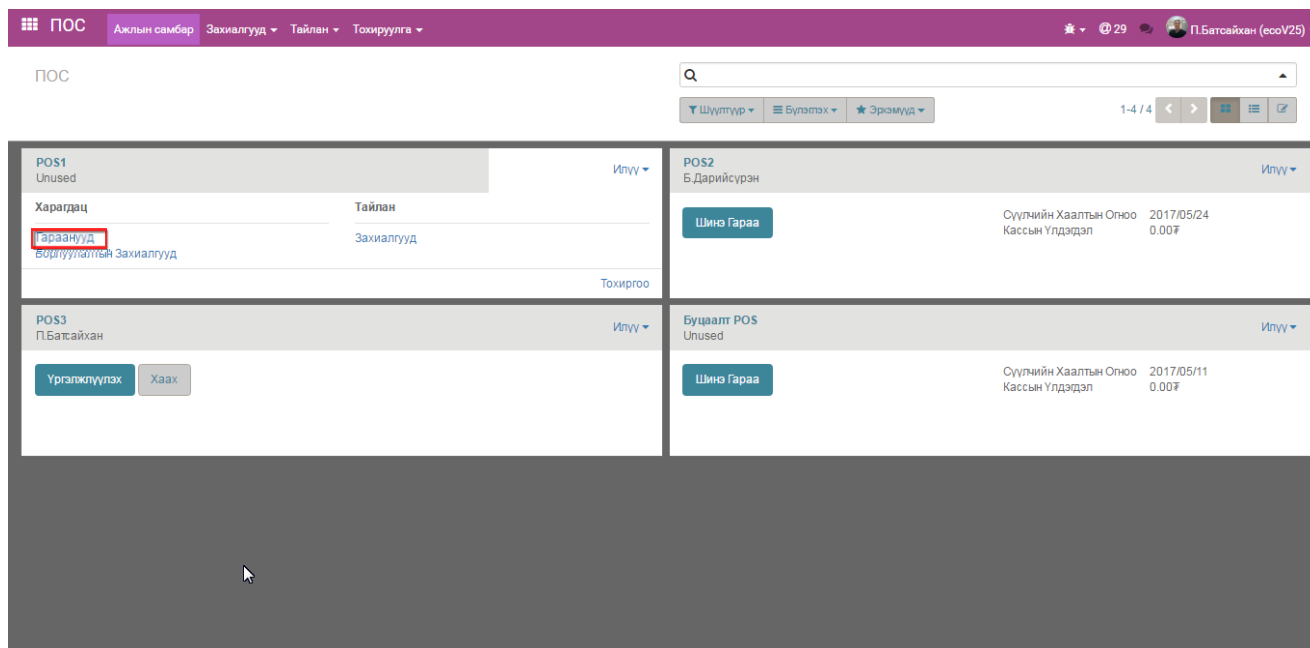 ПОС Ажлын самбар Захиалгууд Тайлан Тохируулга @ 29 П.Батсайхан (ecoV25)
ПОС
Шүүлтүүр Бүлэглэх Эрхэмүүд 1-4 / 4
POS1
Unused
Илүү
Харагдац
Тайлан
Гараанууд
Захиалгууд
Борлуулалтын Захиалгууд
Тохиргоо
POS2
Б.Дарийсүрэн
Илүү
Шинэ Гараа
Сүүлчийн Хаалтын Огноо 2017/05/24
Кассын Үлдэгдэл 0.00₮
POS3
П.Батсайхан
Илүү
Үргэлжлүүлэх Хаах
Буцаалт POS
Unused
Илүү
Шинэ Гараа
Сүүлчийн Хаалтын Огноо 2017/05/11
Кассын Үлдэгдэл 0.00₮